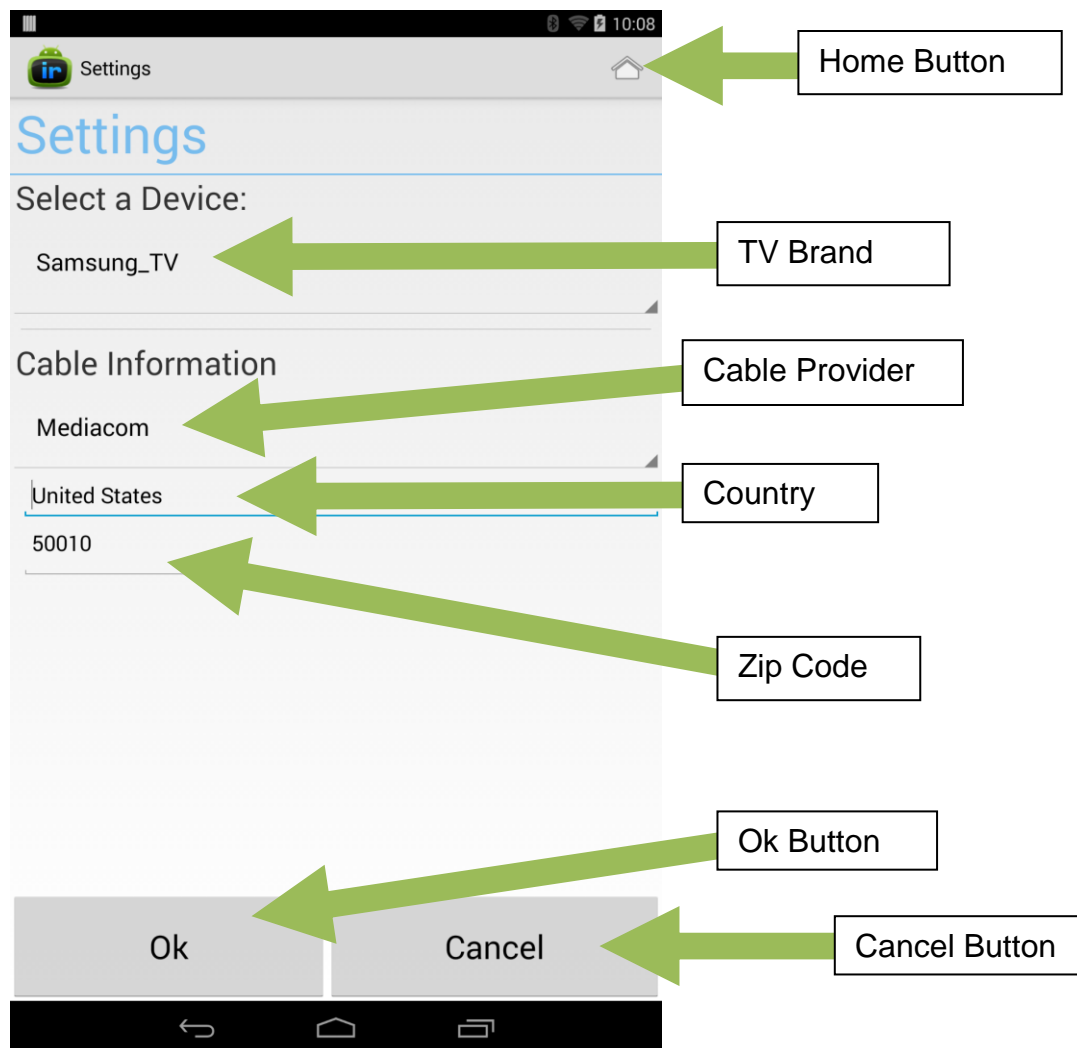 10:08
ir Settings
Home Button
Settings
Select a Device:
Samsung_TV
TV Brand
Cable Information
Cable Provider
Mediacom
United States
Country
50010
Zip Code
Ok Button
Ok
Cancel
Cancel Button